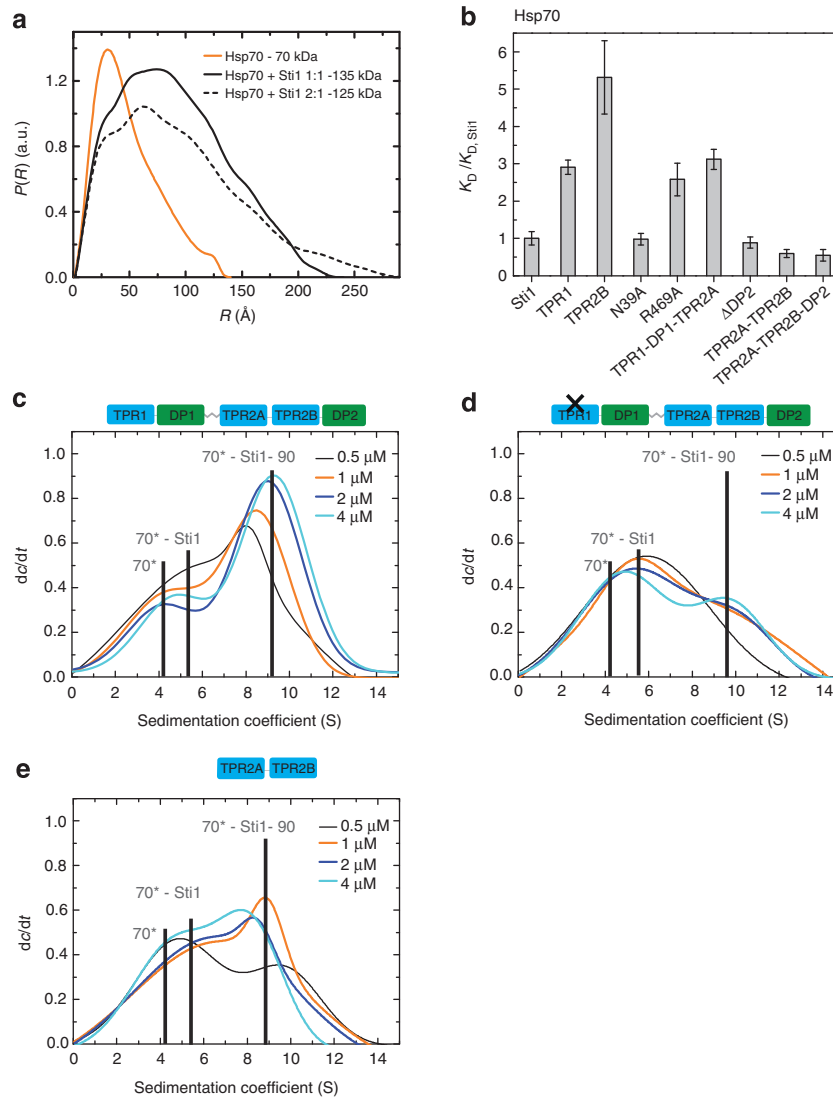 a
Hsp70 - 70 kDa
Hsp70 + Sti1 1:1 -135 kDa
Hsp70 + Sti1 2:1 -125 kDa
P(R) (a.u.)
1.2
0.8
0.4
0.0
0 50 100 150 200 250
R (Å)
b
Hsp70
K_D /K_D, Sti1
6
5
4
3
2
1
0
Sti1
TPR1
TPR2B
N39A
R469A
TPR1-DP1-TPR2A
ΔDP2
TPR2A-TPR2B
TPR2A-TPR2B-DP2
c
TPR1 DP1 TPR2A TPR2B DP2
70* - Sti1- 90
70* - Sti1
70*
0.5 μM
1 μM
2 μM
4 μM
dc/dt
1.0
0.8
0.6
0.4
0.2
0.0
0 2 4 6 8 10 12 14
Sedimentation coefficient (S)
d
TPR1 DP1 TPR2A TPR2B DP2
70* - Sti1- 90
70* - Sti1
70*
0.5 μM
1 μM
2 μM
4 μM
dc/dt
1.0
0.8
0.6
0.4
0.2
0.0
0 2 4 6 8 10 12 14
Sedimentation coefficient (S)
e
TPR2A TPR2B
70* - Sti1- 90
70* - Sti1
70*
0.5 μM
1 μM
2 μM
4 μM
dc/dt
1.0
0.8
0.6
0.4
0.2
0
0 2 4 6 8 10 12 14
Sedimentation coefficient (S)